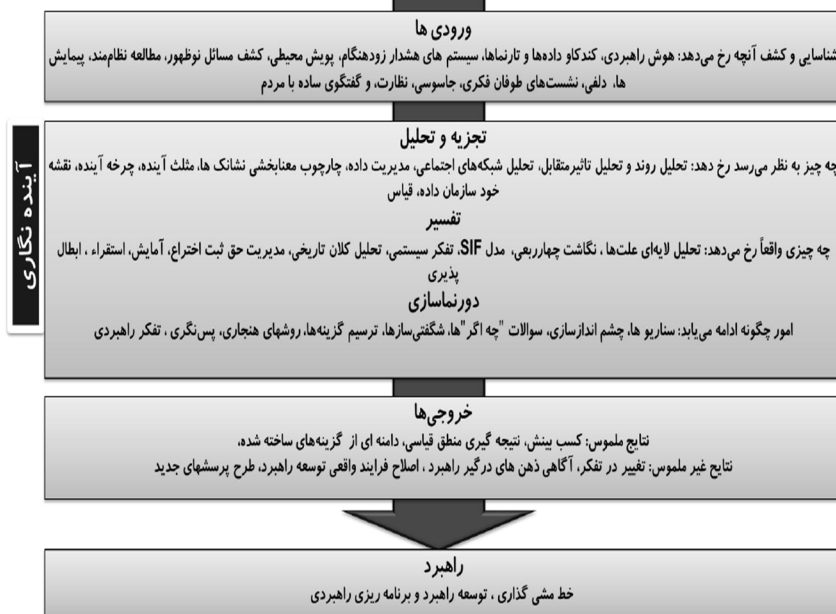 ورودی ها
شناسایی و کشف آنچه رخ می‌دهد: هوش راهبردی، کندکاو داده‌ها و تارنماها، سیستم های هشدار زودهنگام، پویش محیطی، کشف مسائل نوظهور، مطالعه نظام‌مند، پیمایش
ها، دلفی، نشست‌های طوفان فکری، جاسوسی، نظارت، و گفتگوی ساده با مردم
آینده نگاری
تجزیه و تحلیل
چه چیز به نظر می‌رسد رخ دهد: تحلیل روند و تحلیل تاثیرمتقابل، تحلیل شبکه‌های اجتماعی، مدیریت داده، چارچوب معنابخشی نشانک ها، مثلث آینده، چرخه آینده، نقشه
خود سازمان داده، قیاس
تفسیر
چه چیزی واقعاً رخ می‌دهد: تحلیل لایه‌ای علت‌ها ، نگاشت چهارربعی، مدل SIF، تفکر سیستمی، تحلیل کلان تاریخی، مدیریت حق ثبت اختراع، آمایش، استقراء ، ابطال
پذیری
دورنماسازی
امور چگونه ادامه می‌یابد: سناریو ها، چشم اندازسازی، سوالات "چه اگر"ها، شگفتی‌سازها، ترسیم گزینه‌ها، روشهای هنجاری، پس‌نگری ، تفکر راهبردی
خروجی‌ها
نتایج ملموس: کسب بینش، نتیجه گیری منطق قیاسی، دامنه ای از گزینه‌های ساخته شده،
نتایج غیر ملموس: تغییر در تفکر، آگاهی ذهن های درگیر راهبرد ، اصلاح فرایند واقعی توسعه راهبرد، طرح پرسشهای جدید
راهبرد
خط مشی گذاری ، توسعه راهبرد و برنامه ریزی راهبردی